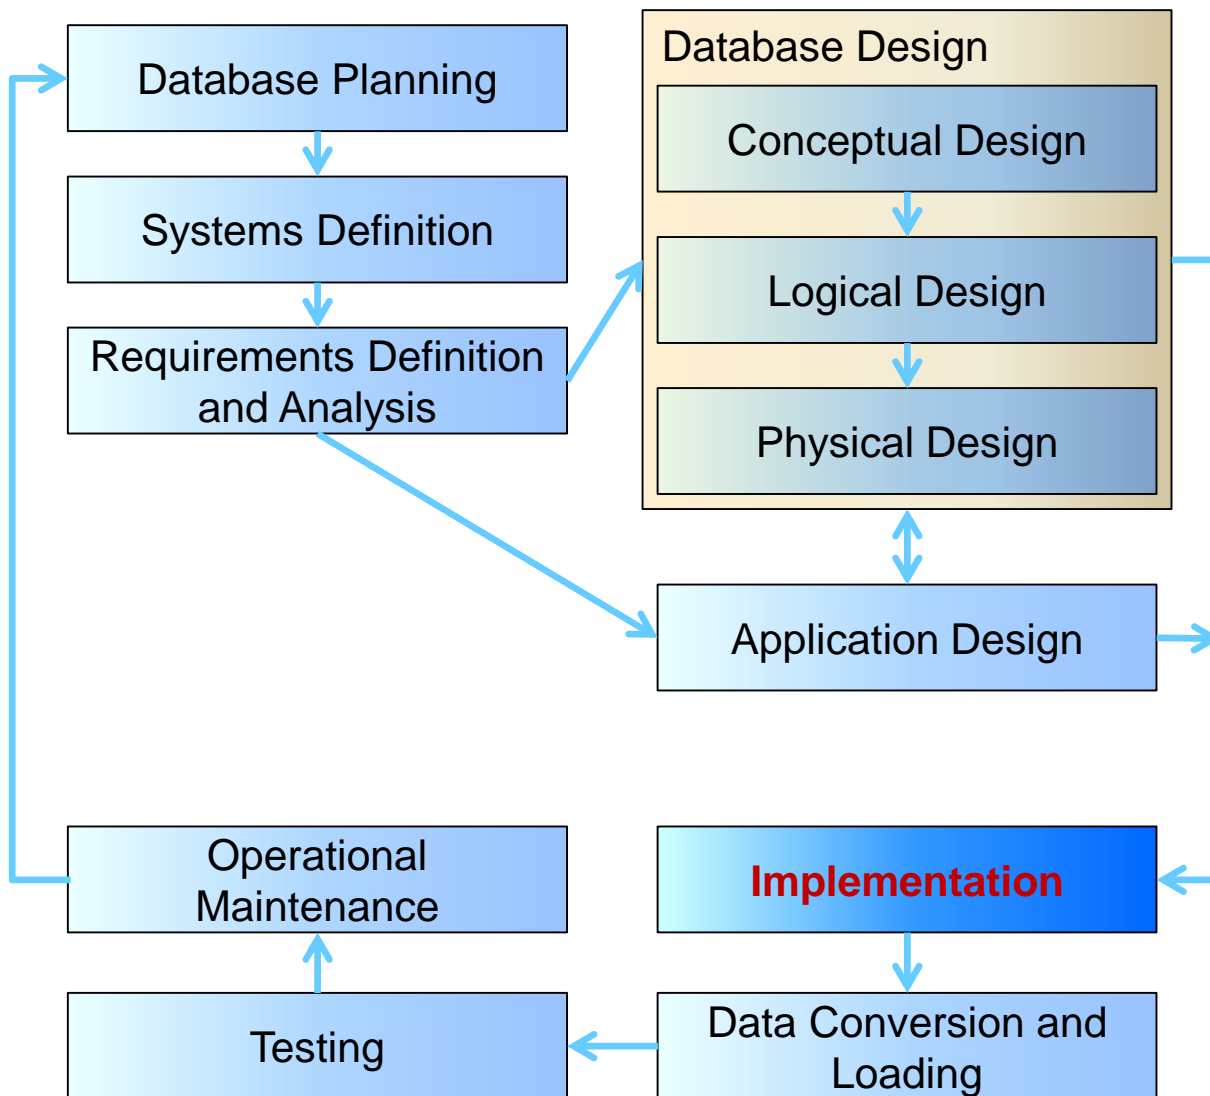 Database Planning
Systems Definition
Requirements Definition
and Analysis
Database Design
Conceptual Design
Logical Design
Physical Design
Application Design
Implementation
Data Conversion and
Loading
Testing
Operational
Maintenance